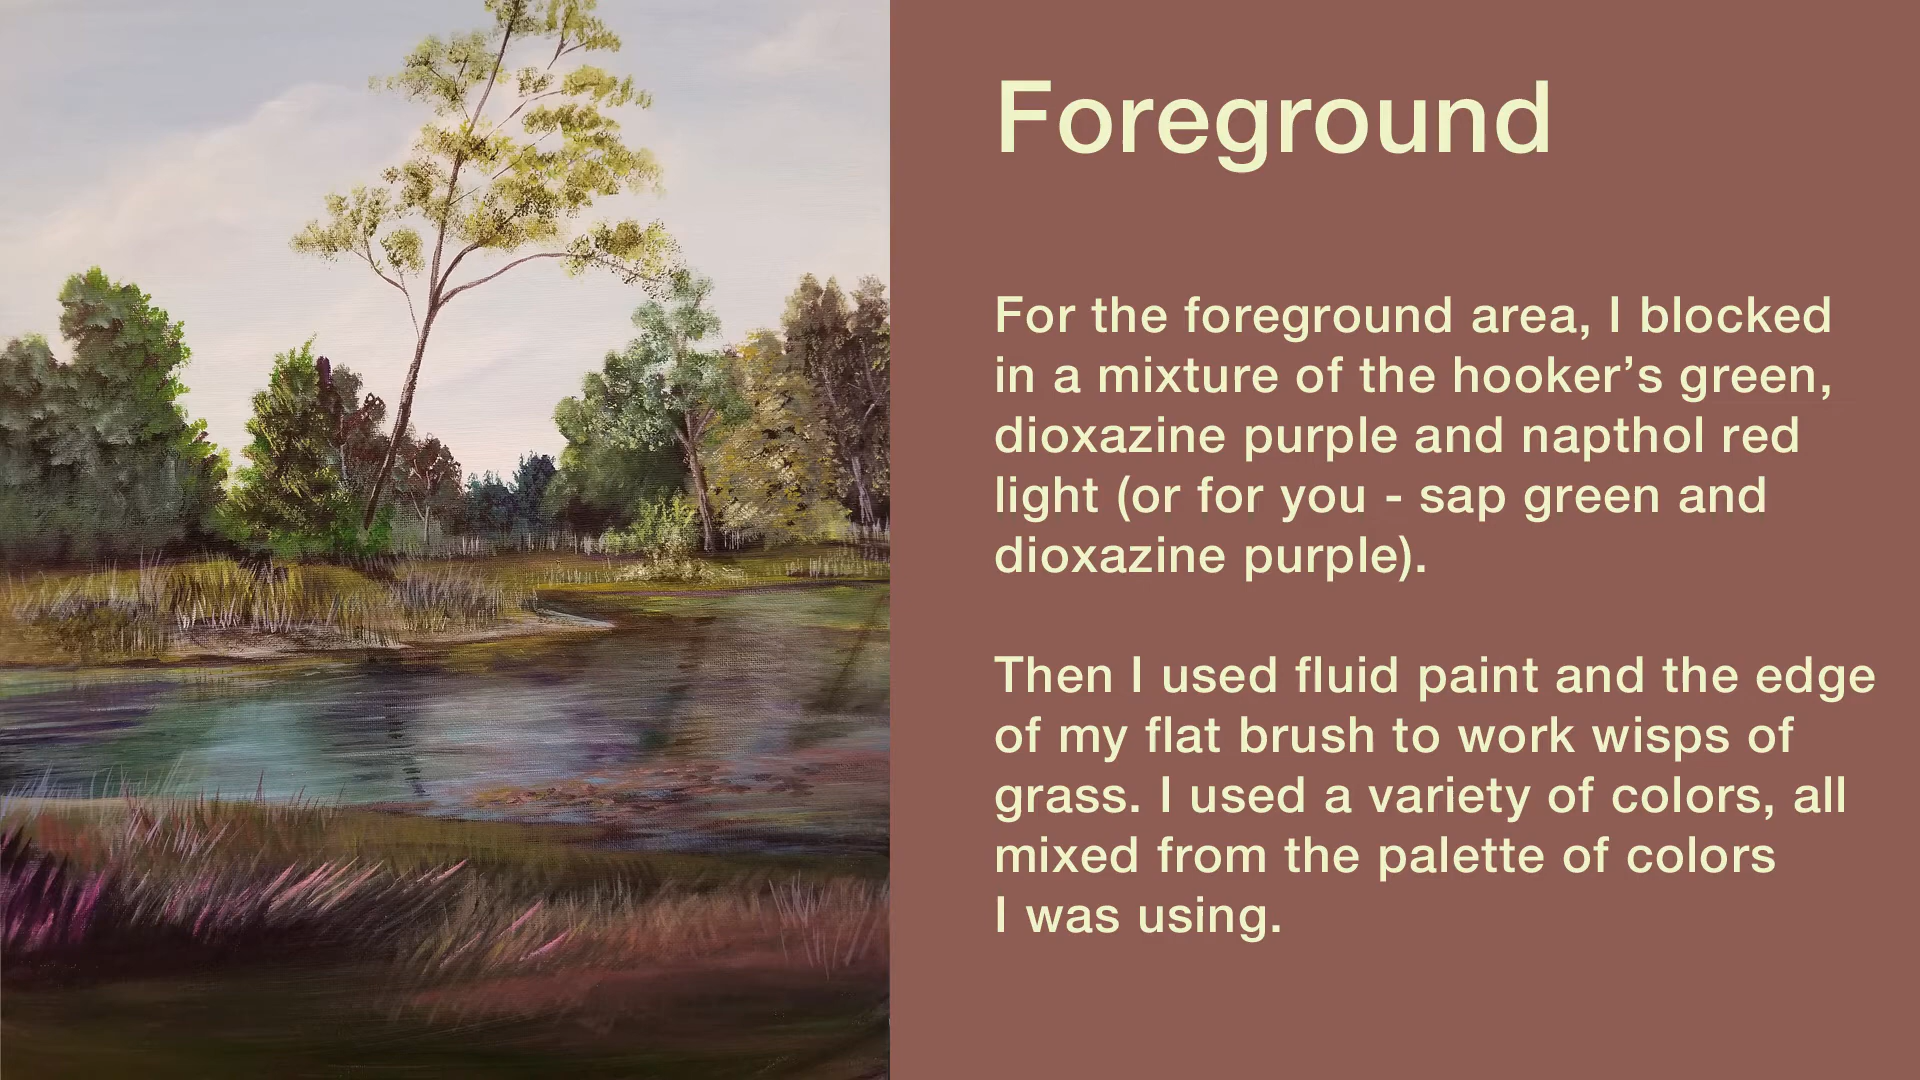 Foreground
For the foreground area, I blocked
in a mixture of the hooker’s green,
dioxazine purple and napthol red
light (or for you - sap green and
dioxazine purple).
Then I used fluid paint and the edge
of my flat brush to work wisps of
grass. I used a variety of colors, all
mixed from the palette of colors
I was using.